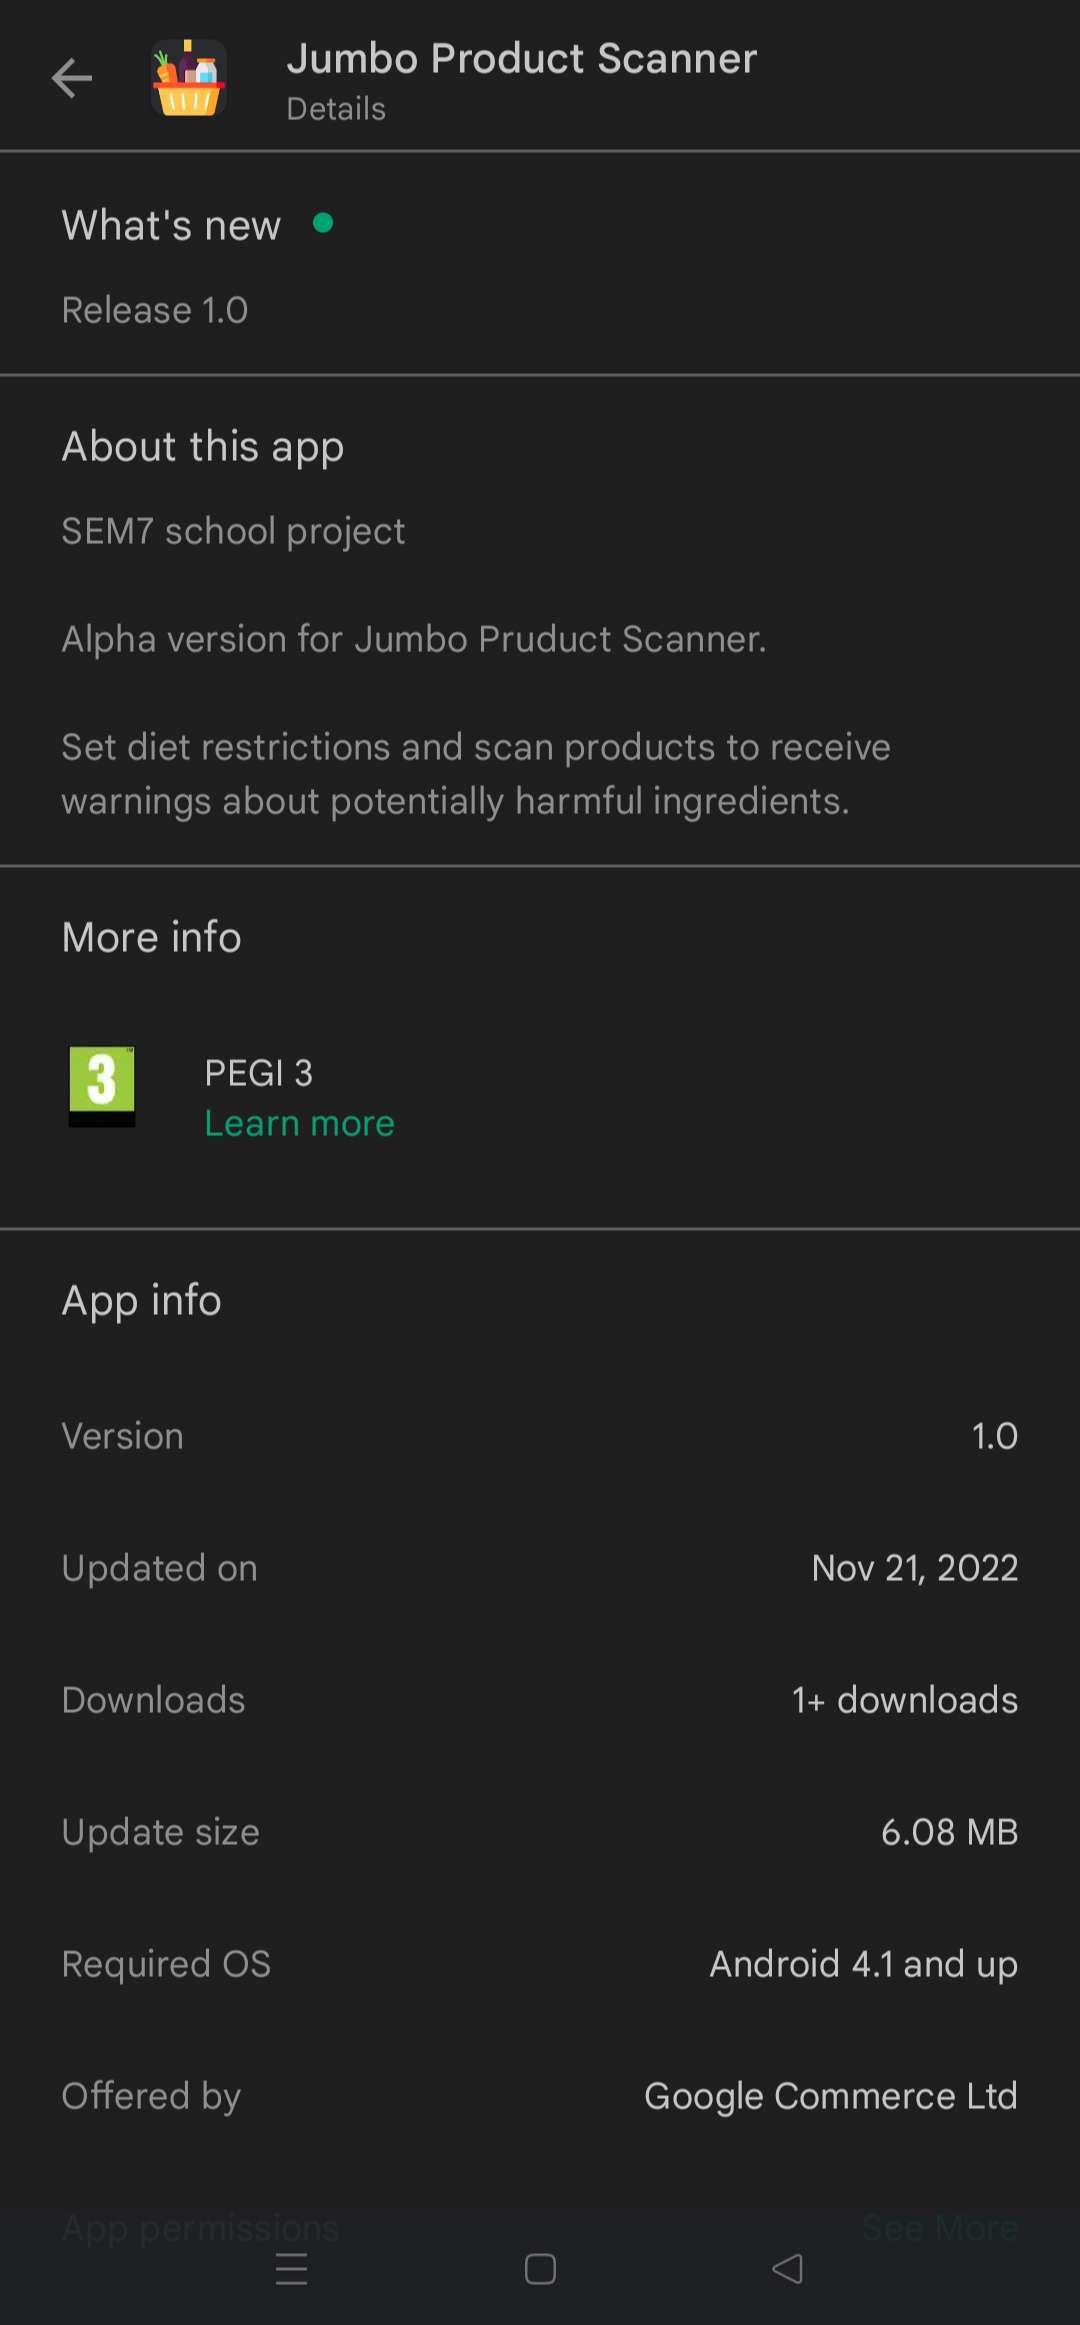 Jumbo Product Scanner
Details
What's new
Release 1.0
About this app
SEM7 school project
Alpha version for Jumbo Pruduct Scanner.
Set diet restrictions and scan products to receive
warnings about potentially harmful ingredients.
More info
3
PEGI 3
Learn more
App info
Version 1.0
Updated on Nov 21, 2022
Downloads 1+ downloads
Update size 6.08 MB
Required OS Android 4.1 and up
Offered by Google Commerce Ltd
App permissions See More